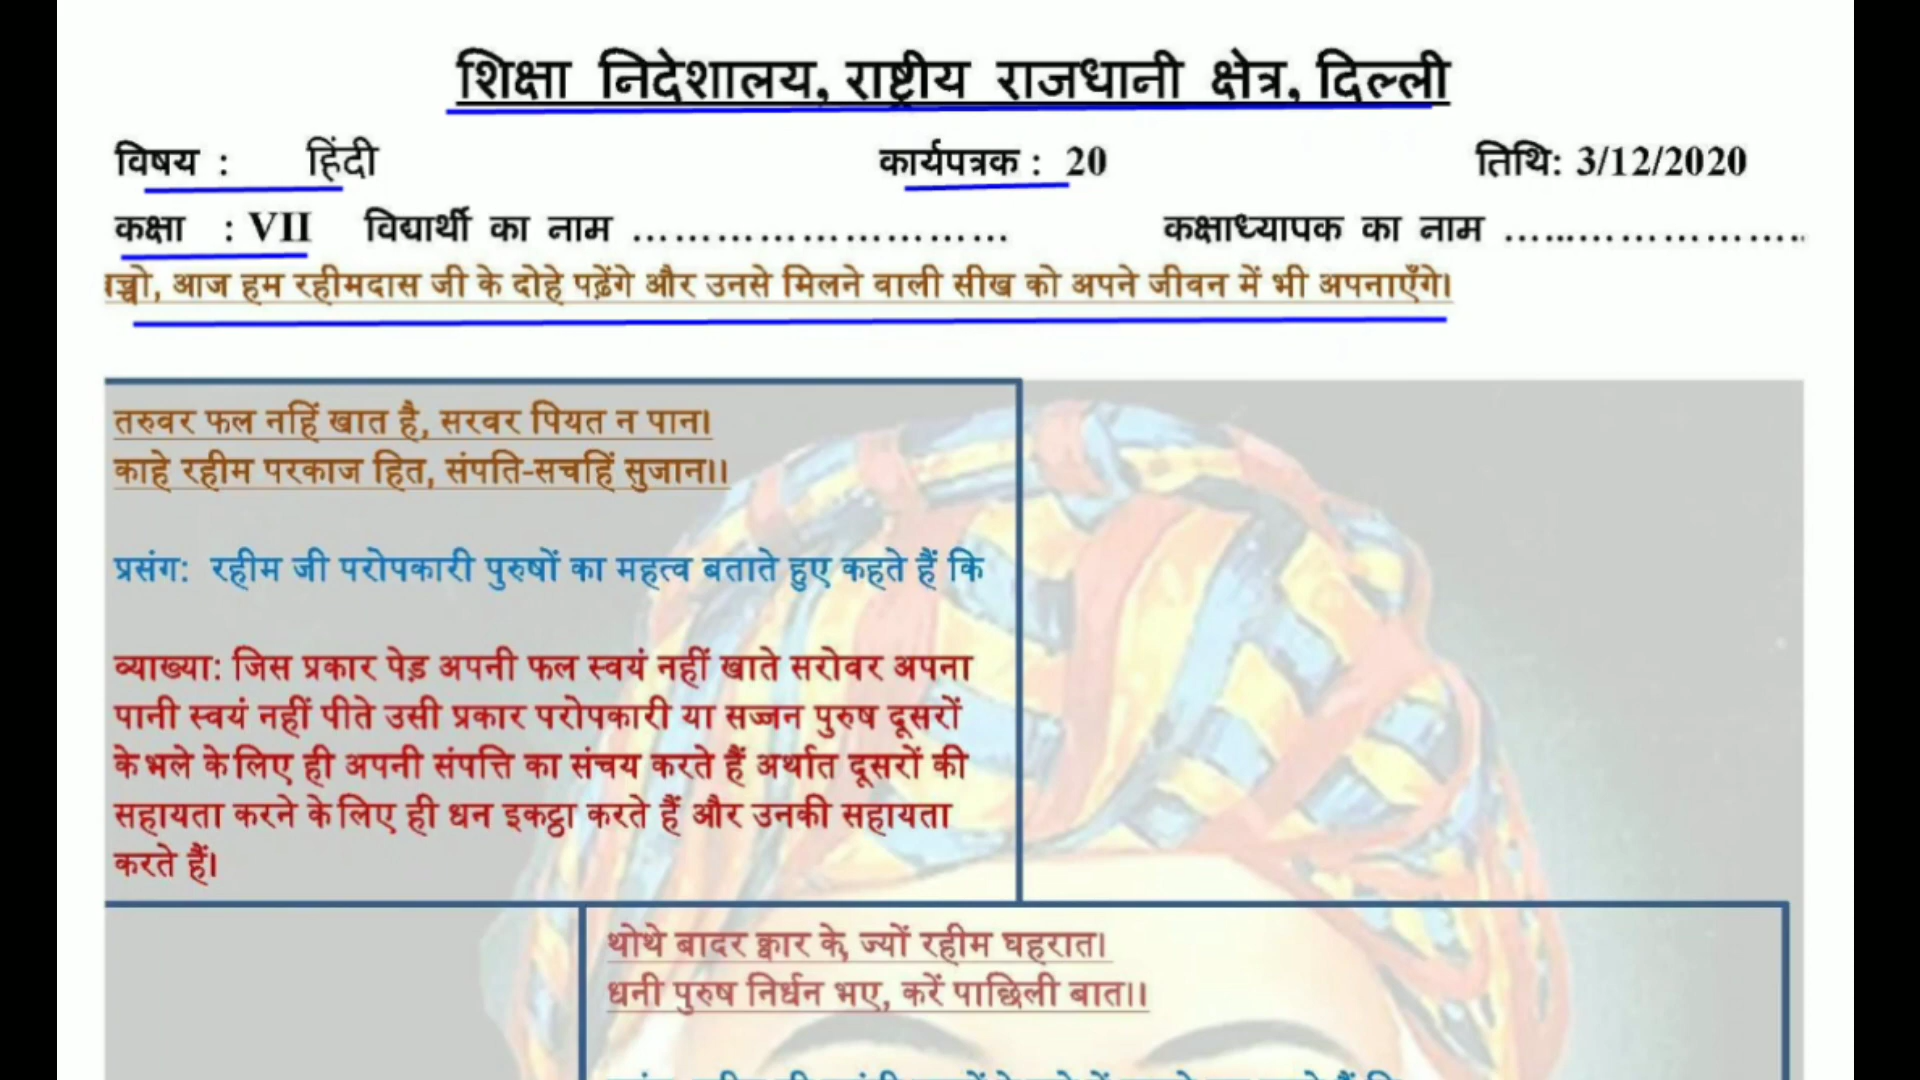 शिक्षा निदेशालय, राष्ट्रीय राजधानी क्षेत्र, दिल्ली
विषय : हिंदी कार्यपत्रक : 20 तिथि: 3/12/2020
कक्षा : VII विद्यार्थी का नाम ………………………… कक्षाध्यापक का नाम …...………………..
आज हम रहीमदास जी के दोहे पढ़ेंगे और उनसे मिलने वाली सीख को अपने जीवन में भी अपनाएँगे।
तरुवर फल नहिं खात है, सरवर पियत न पान।
काहे रहीम परकाज हित, संपति-सचहिं सुजान।।
प्रसंग: रहीम जी परोपकारी पुरुषों का महत्व बताते हुए कहते हैं कि
व्याख्या: जिस प्रकार पेड़ अपनी फल स्वयं नहीं खाते सरोवर अपना
पानी स्वयं नहीं पीते उसी प्रकार परोपकारी या सज्जन पुरुष दूसरों
के भले के लिए ही अपनी संपत्ति का संचय करते हैं अर्थात दूसरों की
सहायता करने के लिए ही धन इकट्ठा करते हैं और उनकी सहायता
करते हैं।
थोथे बादर क्वार के, ज्यों रहीम घहरात।
धनी पुरुष निर्धन भए, करें पाछिली बात।।